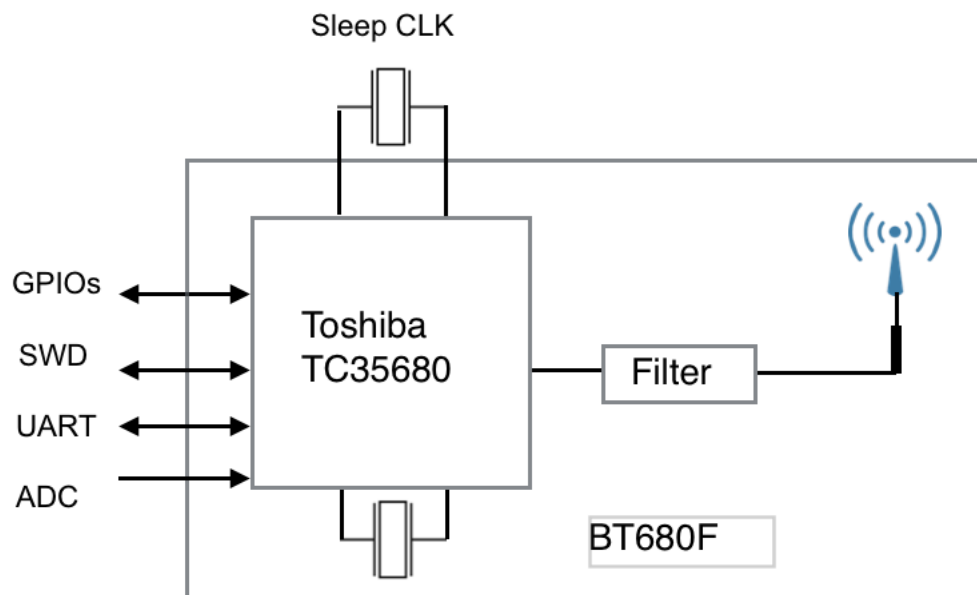 Sleep CLK
GPIOs
SWD
UART
ADC
Toshiba
TC35680
Filter
BT680F